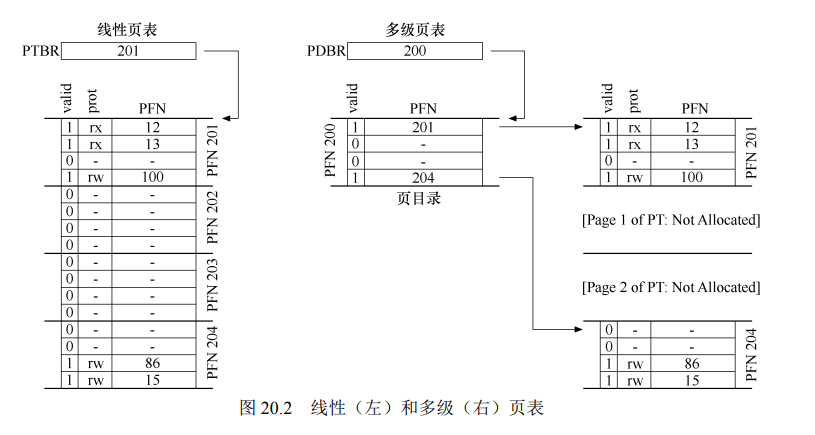 线性页表
PTBR 201
valid prot PFN
1 rx 12
1 rx 13
0 - -
1 rw 100
PFN 201
0 - -
0 - -
0 - -
0 - -
PFN 202
0 - -
0 - -
0 - -
0 - -
PFN 203
0 - -
0 - -
1 rw 86
1 rw 15
PFN 204
多级页表
PDBR 200
valid PFN
1 201
0 -
0 -
1 204
PFN 200
页目录
valid prot PFN
1 rx 12
1 rx 13
0 - -
1 rw 100
PFN 201
[Page 1 of PT: Not Allocated]
[Page 2 of PT: Not Allocated]
0 - -
0 - -
1 rw 86
1 rw 15
PFN 204
图 20.2 线性（左）和多级（右）页表